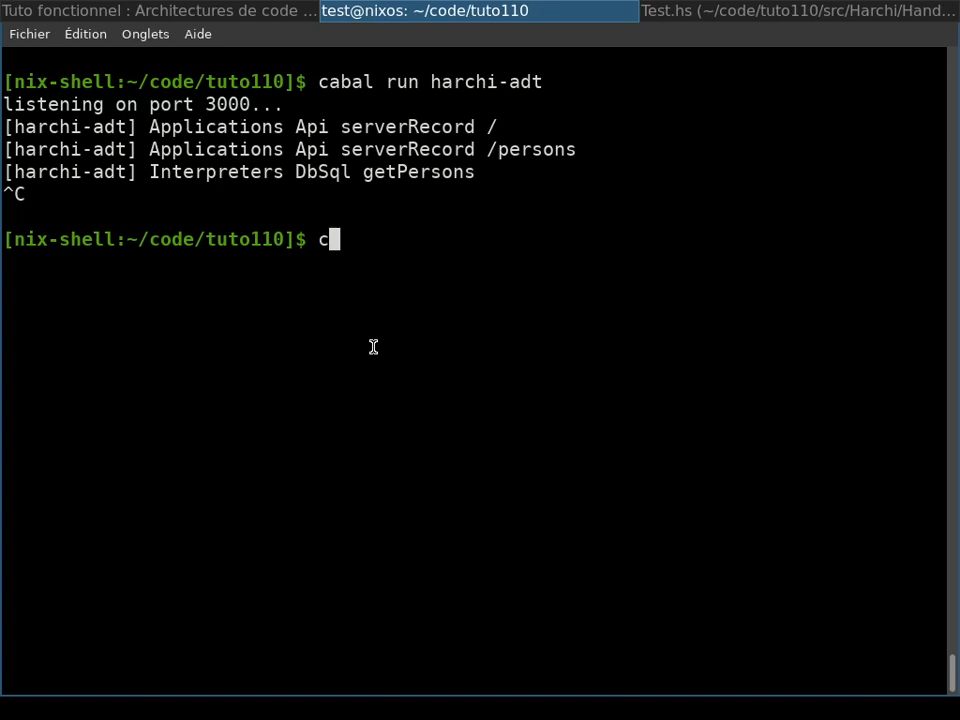 Tuto fonctionnel : Architectures de code ... test@nixos: ~/code/tuto110 Test.hs (~/code/tuto110/src/Harchi/Hand...
Fichier Édition Onglets Aide
[nix-shell:~/code/tuto110]$ cabal run harchi-adt
listening on port 3000...
[harchi-adt] Applications Api serverRecord /
[harchi-adt] Applications Api serverRecord /persons
[harchi-adt] Interpreters DbSql getPersons
^C
[nix-shell:~/code/tuto110]$ c